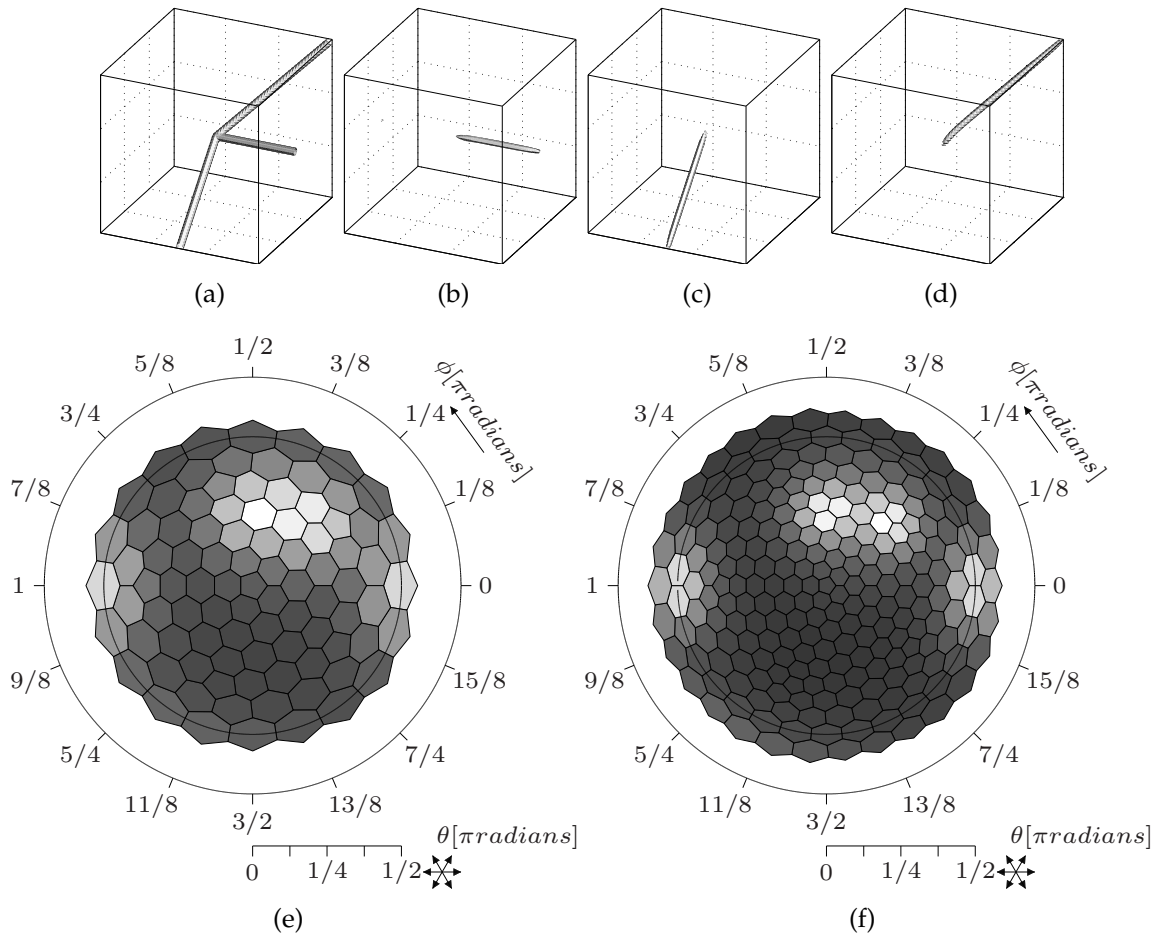 (a) (b) (c) (d)
1/2 1/2
5/8 3/8 5/8 3/8
ϕ[πradians] ϕ[πradians]
3/4 1/4 3/4 1/4
7/8 1/8 7/8 1/8
1 0 1 0
9/8 15/8 9/8 15/8
5/4 7/4 5/4 7/4
11/8 13/8 11/8 13/8
3/2 3/2
θ[πradians] θ[πradians]
0 1/4 1/2 0 1/4 1/2
(e) (f)